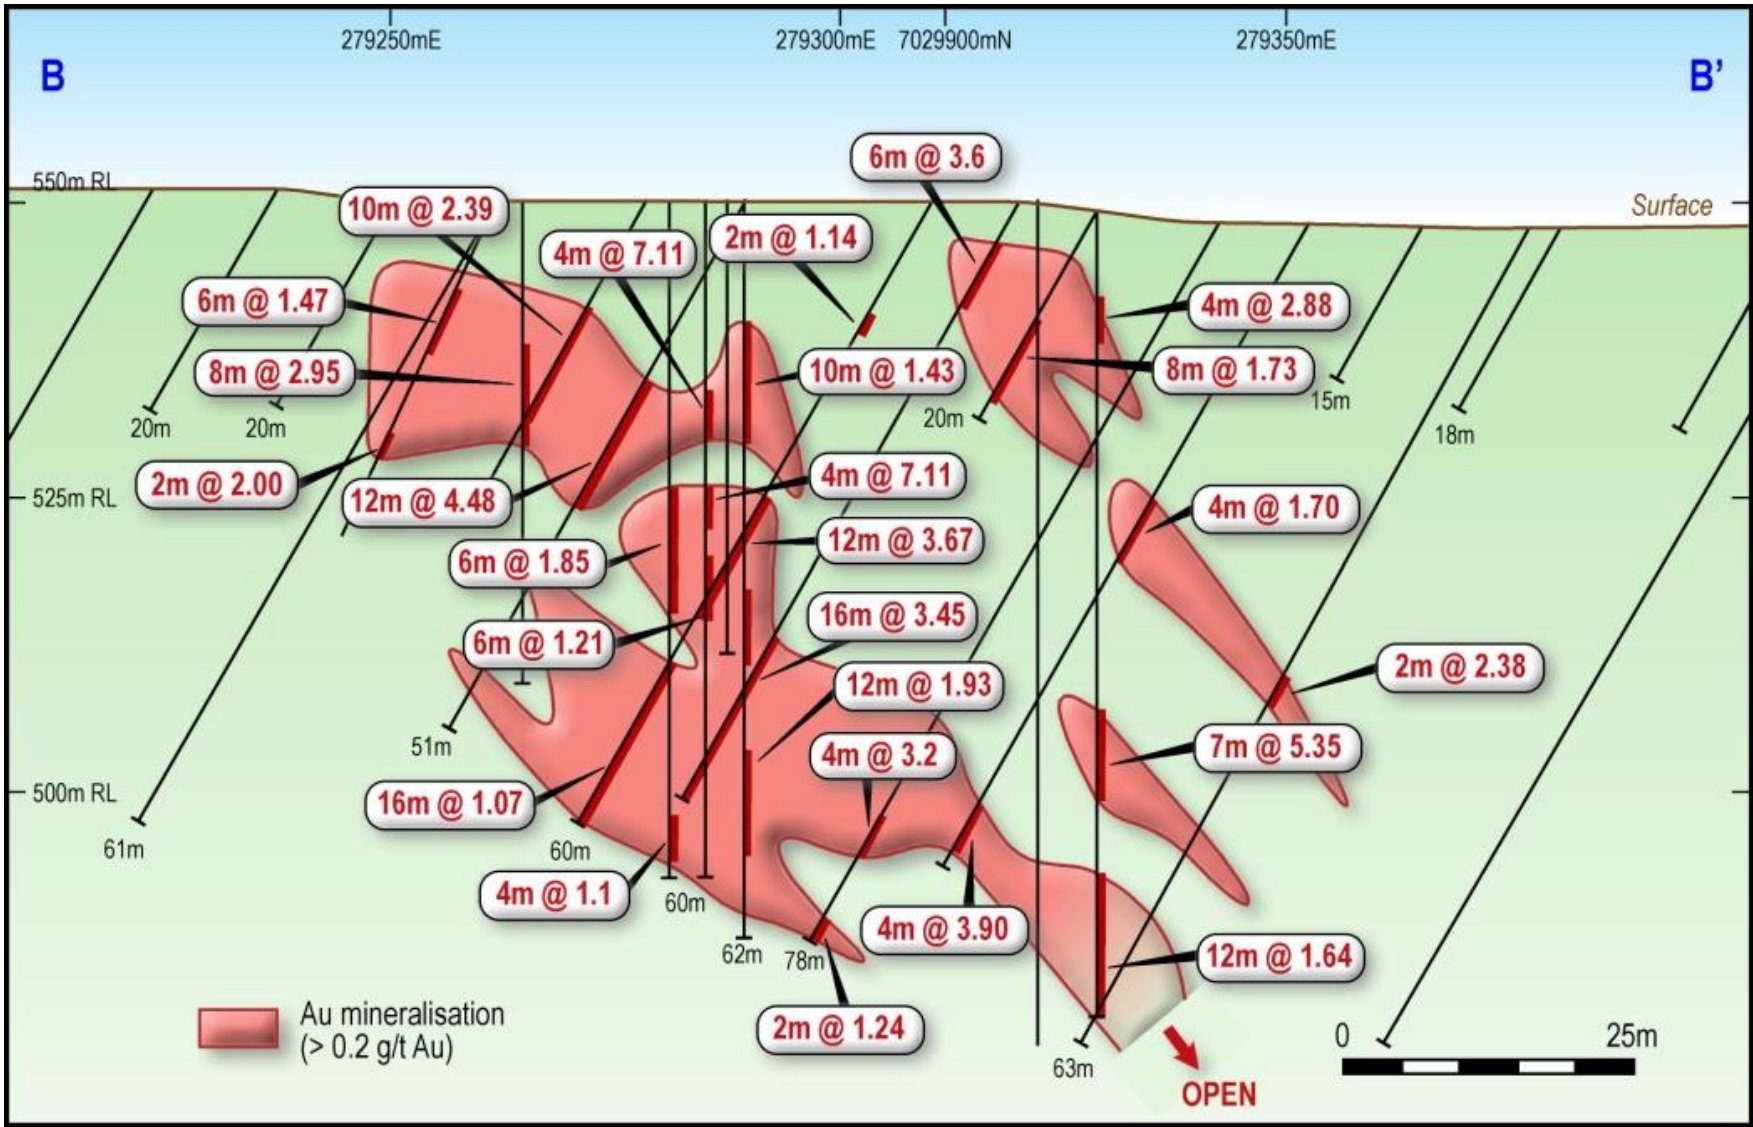 279250mE
279300mE
7029900mN
279350mE
B
B’
6m @ 3.6
550m RL
Surface
10m @ 2.39
4m @ 7.11
2m @ 1.14
6m @ 1.47
4m @ 2.88
8m @ 2.95
10m @ 1.43
8m @ 1.73
15m
20m
20m
20m
18m
2m @ 2.00
12m @ 4.48
4m @ 7.11
525m RL
4m @ 1.70
12m @ 3.67
6m @ 1.85
16m @ 3.45
6m @ 1.21
2m @ 2.38
12m @ 1.93
51m
4m @ 3.2
7m @ 5.35
500m RL
16m @ 1.07
61m
60m
4m @ 1.1
60m
4m @ 3.90
62m
78m
12m @ 1.64
Au mineralisation
(> 0.2 g/t Au)
2m @ 1.24
0
25m
63m
OPEN